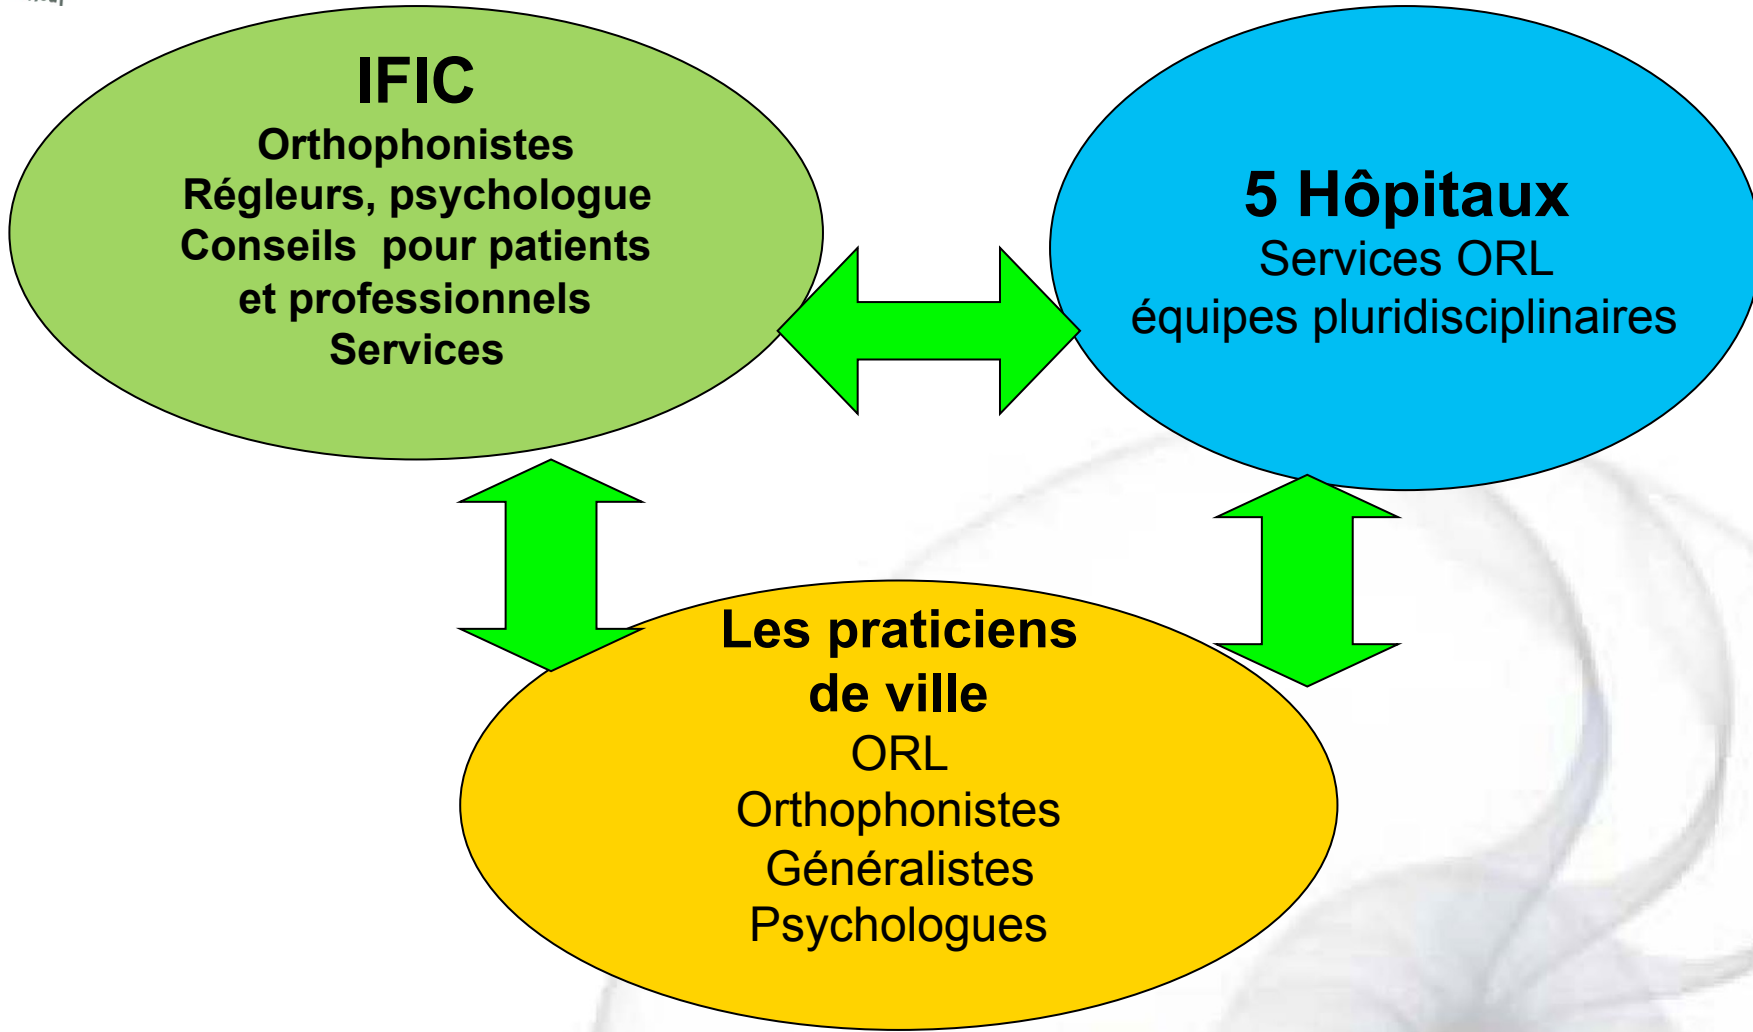 IFIC
Orthophonistes
Régleurs, psychologue
Conseils pour patients
et professionnels
Services
5 Hôpitaux
Services ORL
équipes pluridisciplinaires
Les praticiens
de ville
ORL
Orthophonistes
Généralistes
Psychologues